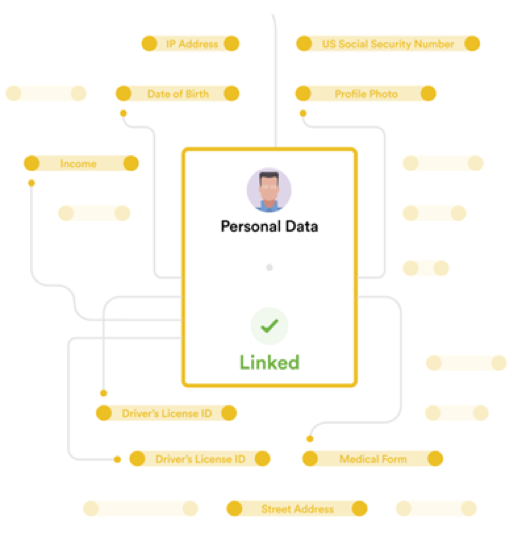 IP Address
US Social Security Number
Date of Birth
Profile Photo
Income
Personal Data
Linked
Driver's License ID
Driver's License ID
Medical Form
Street Address